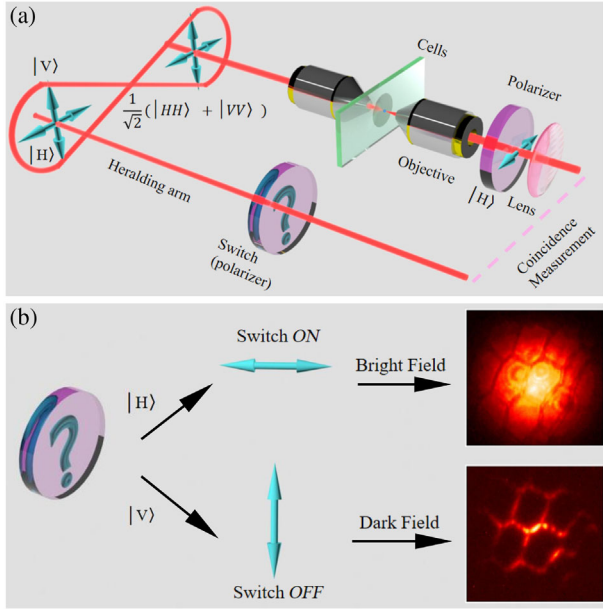 (a)
Cells
|V⟩
Polarizer
1/√2(|HH⟩ + |VV⟩)
|H⟩
Objective
Heralding arm
|H⟩
Lens
Switch
(polarizer)
?
Coincidence
Measurement
(b)
Switch ON
|H⟩
Bright Field
?
|V⟩
Dark Field
Switch OFF